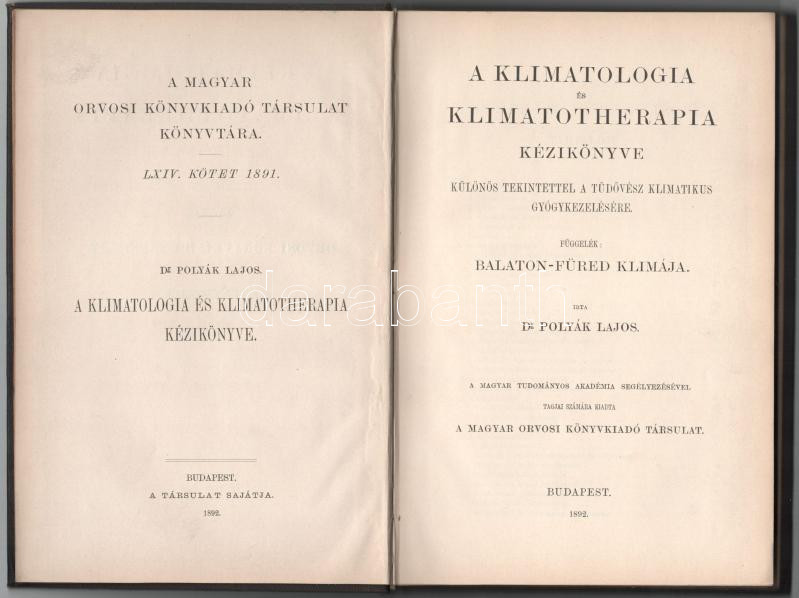 A MAGYAR
ORVOSI KÖNYVKIADÓ TÁRSULAT
KÖNYVTÁRA.
LXIV. KÖTET 1891.
Dr POLYÁK LAJOS.
A KLIMATOLOGIA ÉS KLIMATOTHERAPIA
KÉZIKÖNYVE.
BUDAPEST.
A TÁRSULAT SAJÁTJA.
1892.
A KLIMATOLOGIA
ÉS
KLIMATOTHERAPIA
KÉZIKÖNYVE
KÜLÖNÖS TEKINTETTEL A TÜDŐVÉSZ KLIMATIKUS
GYÓGYKEZELÉSÉRE.
FÜGGELÉK:
BALATON-FÜRED KLIMÁJA.
IRTA
Dr POLYÁK LAJOS.
A MAGYAR TUDOMÁNYOS AKADÉMIA SEGÉLYEZÉSÉVEL
TAGJAI SZÁMÁRA KIADTA
A MAGYAR ORVOSI KÖNYVKIADÓ TÁRSULAT.
BUDAPEST.
1892.
darabanth